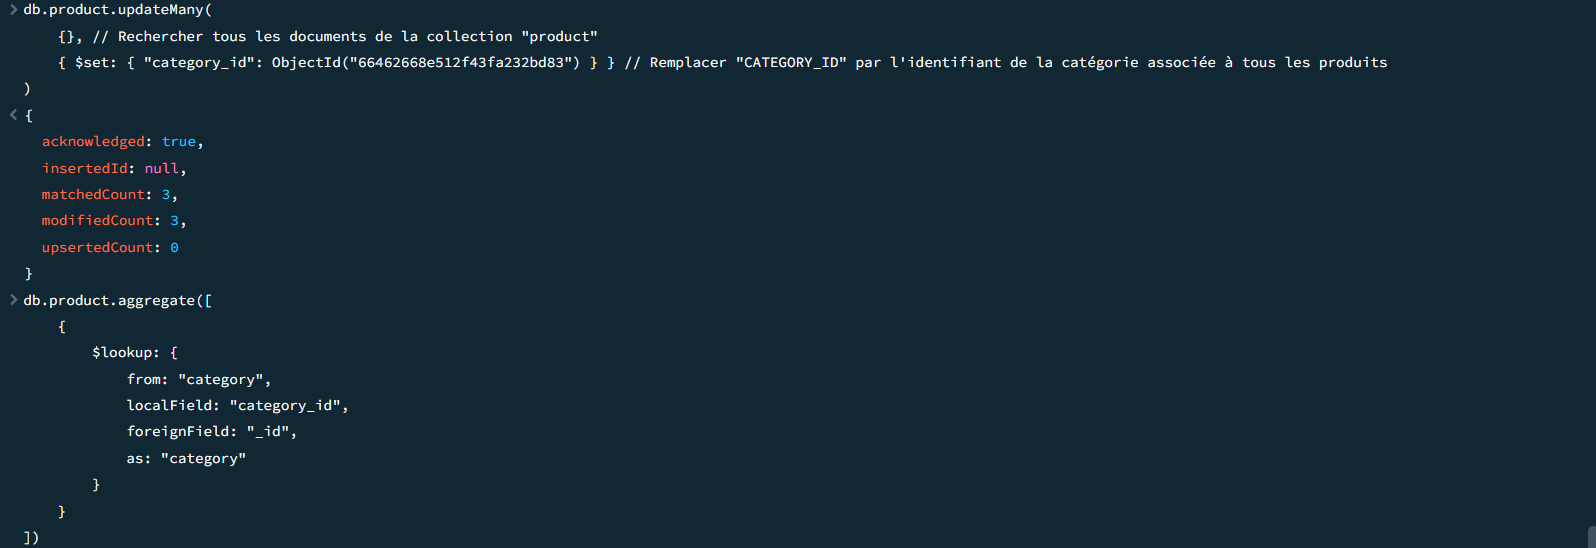 > db.product.updateMany(
{}, // Rechercher tous les documents de la collection "product"
{ $set: { "category_id": ObjectId("66462668e512f43fa232bd83") } } // Remplacer "CATEGORY_ID" par l'identifiant de la catégorie associée à tous les produits
)
< {
acknowledged: true,
insertedId: null,
matchedCount: 3,
modifiedCount: 3,
upsertedCount: 0
}
> db.product.aggregate([
{
$lookup: {
from: "category",
localField: "category_id",
foreignField: "_id",
as: "category"
}
}
])